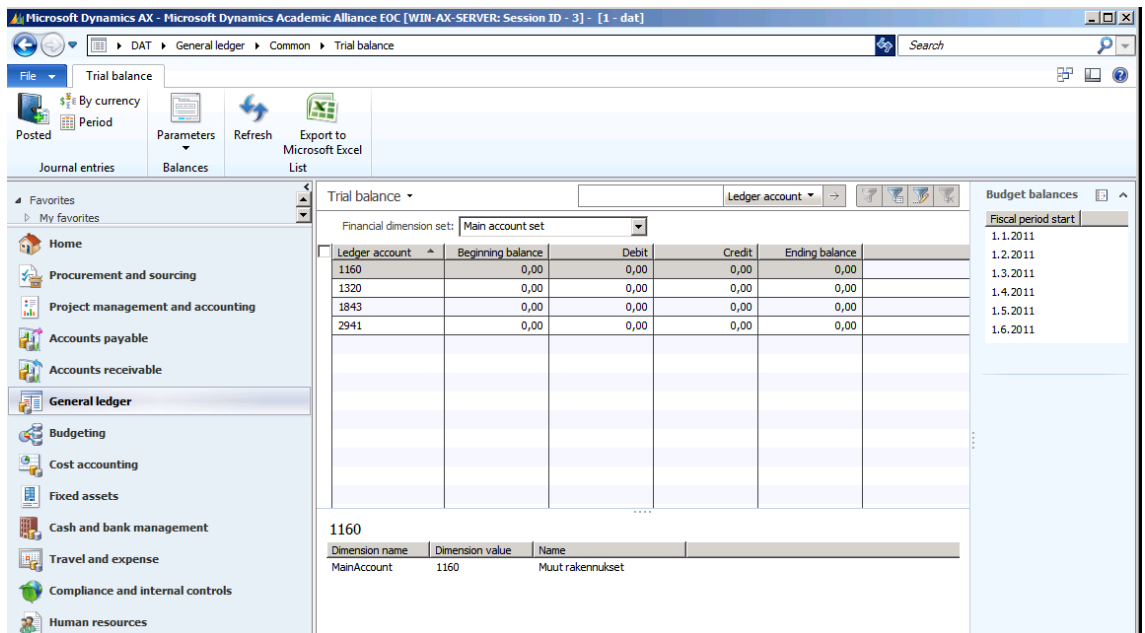 Microsoft Dynamics AX - Microsoft Dynamics Academic Alliance EOC [WIN-AX-SERVER: Session ID - 3] - [1 - dat]
DAT General ledger Common Trial balance
Search
File Trial balance
Posted
By currency
Period
Parameters
Refresh
Export to
Microsoft Excel
Journal entries Balances List
Favorites
My favorites
Home
Procurement and sourcing
Project management and accounting
Accounts payable
Accounts receivable
General ledger
Budgeting
Cost accounting
Fixed assets
Cash and bank management
Travel and expense
Compliance and internal controls
Human resources
Trial balance
Ledger account
Financial dimension set: Main account set
Ledger account Beginning balance Debit Credit Ending balance
1160 0,00 0,00 0,00 0,00
1320 0,00 0,00 0,00 0,00
1843 0,00 0,00 0,00 0,00
2941 0,00 0,00 0,00 0,00
1160
Dimension name Dimension value Name
MainAccount 1160 Muut rakennukset
Budget balances
Fiscal period start
1.1.2011
1.2.2011
1.3.2011
1.4.2011
1.5.2011
1.6.2011